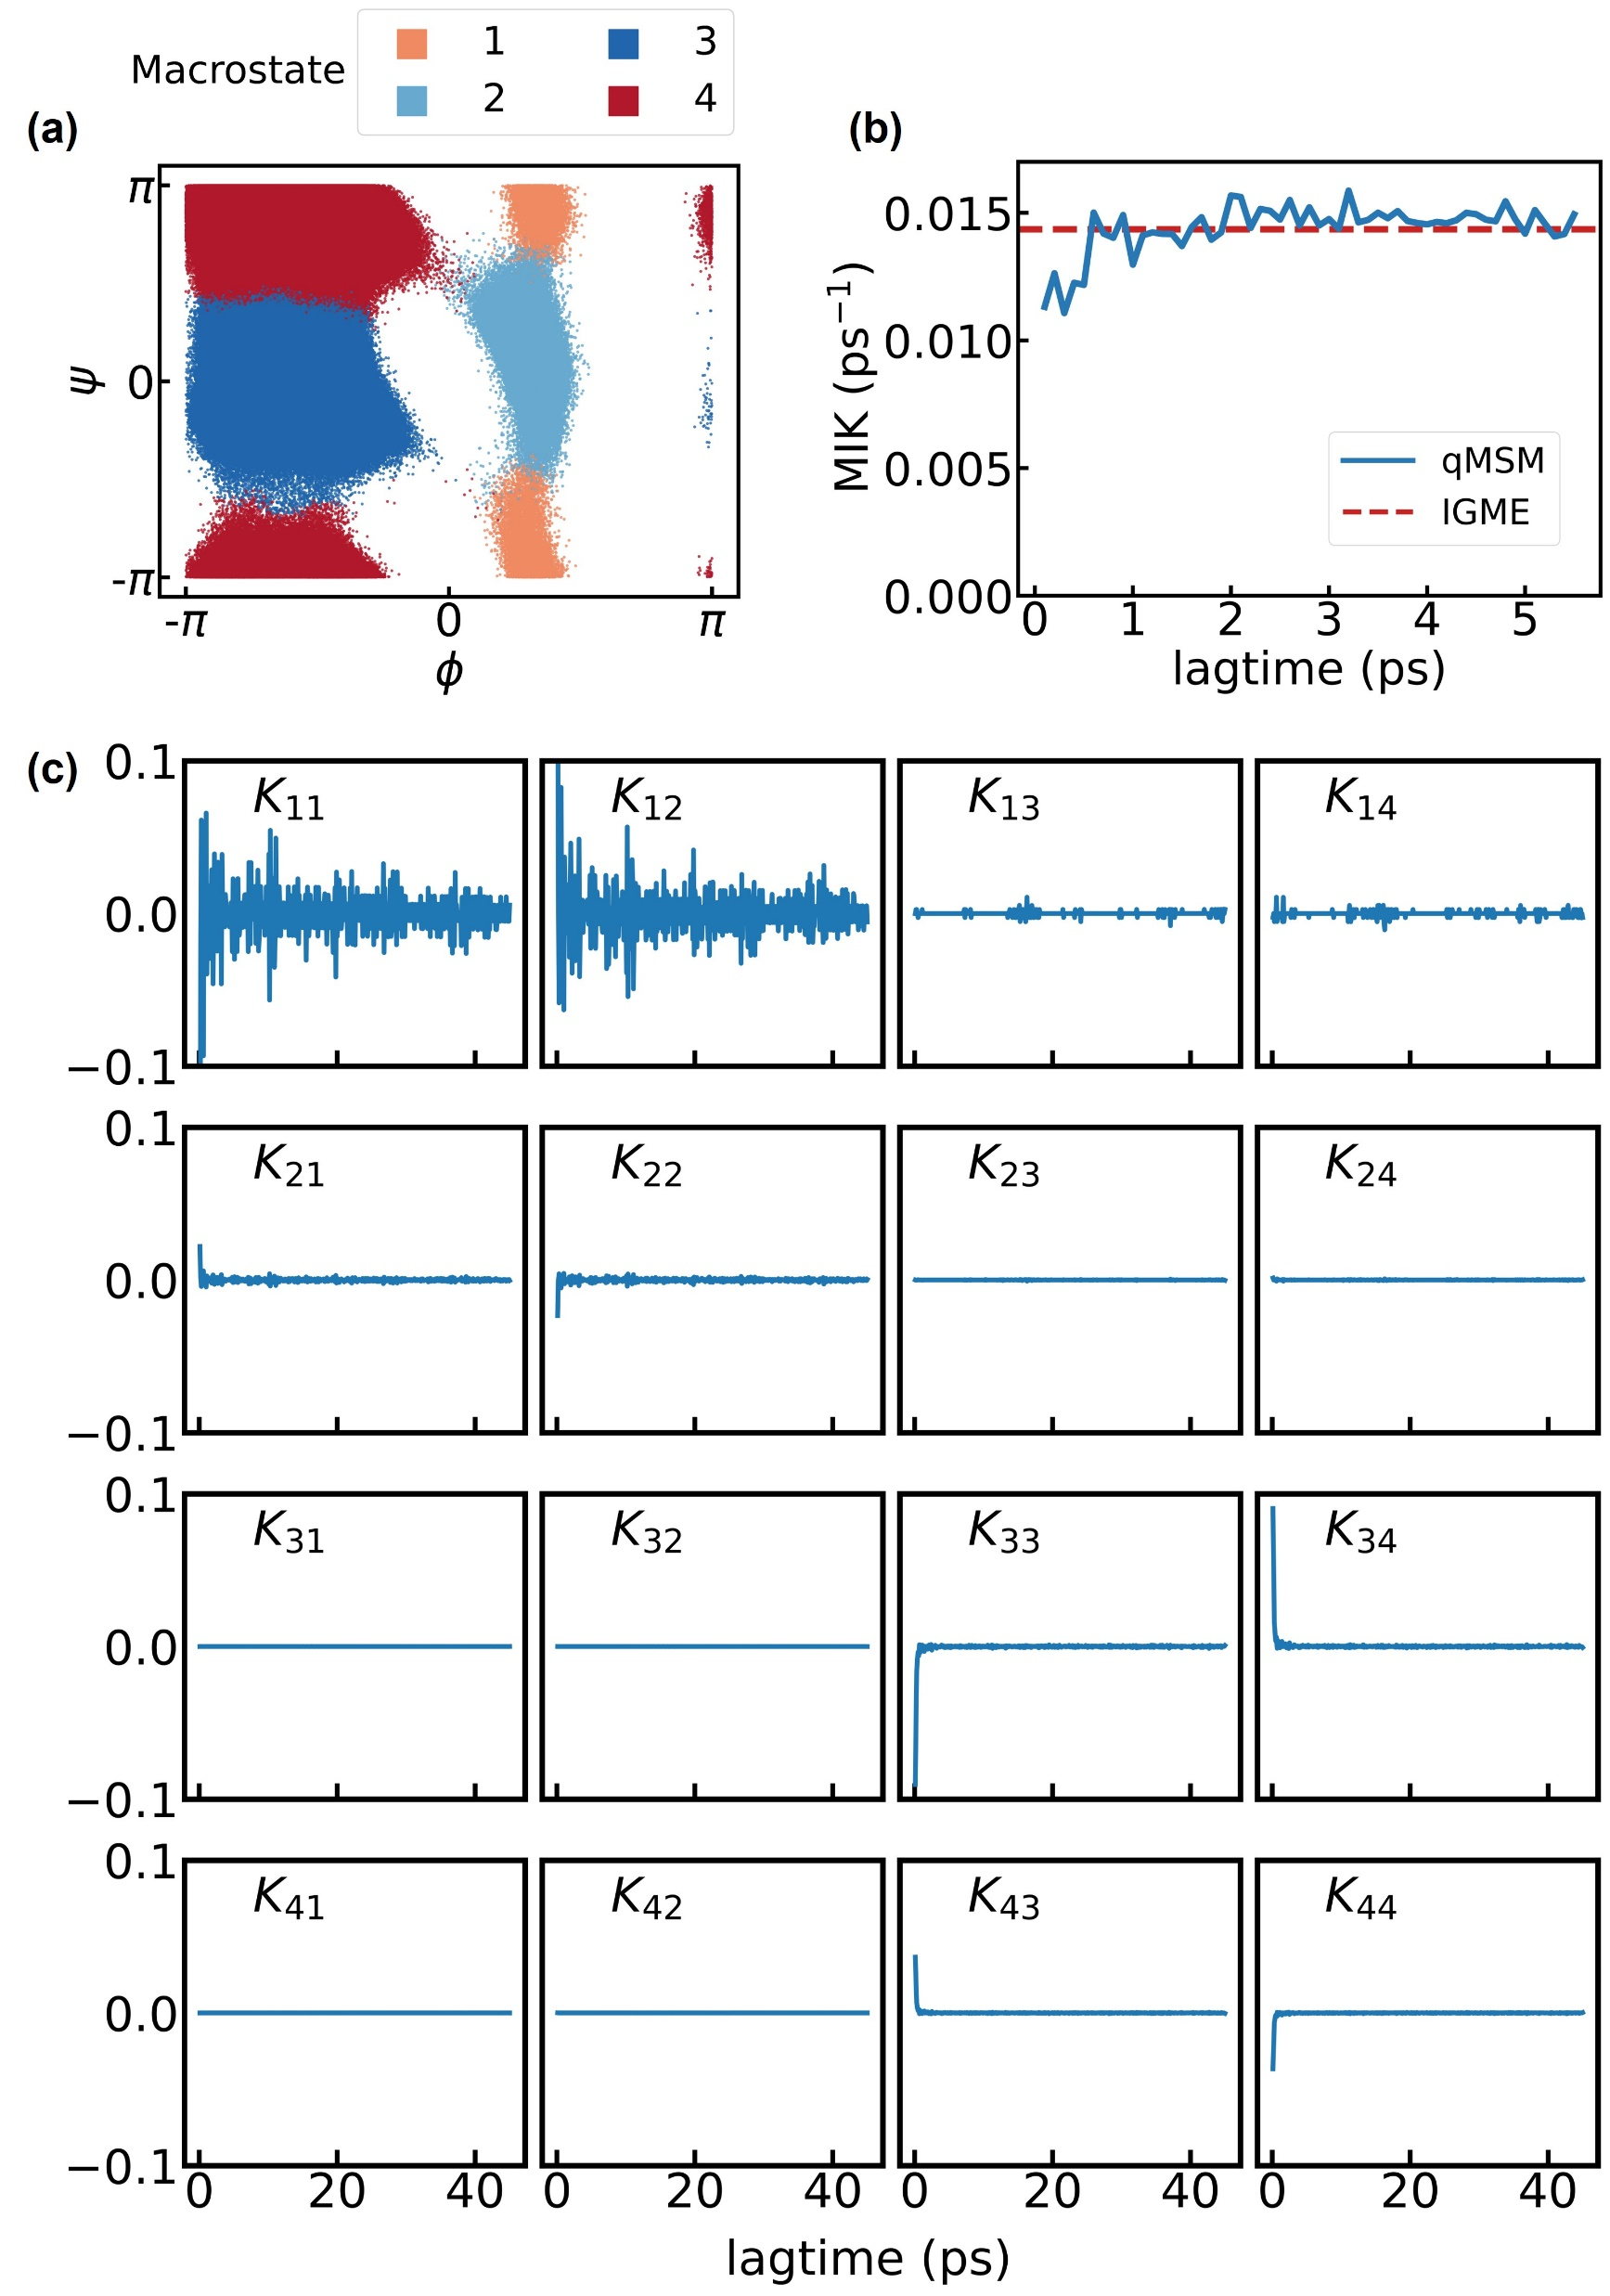 Macrostate
1 3
2 4
(a) (b)
π
ψ 0
-π
-π 0 π
ϕ
MIK (ps⁻¹)
0.015
0.010
0.005
0.000
qMSM
IGME
0 1 2 3 4 5
lagtime (ps)
(c)
0.1
0.0
−0.1
K₁₁ K₁₂ K₁₃ K₁₄
0.1
0.0
−0.1
K₂₁ K₂₂ K₂₃ K₂₄
0.1
0.0
−0.1
K₃₁ K₃₂ K₃₃ K₃₄
0.1
0.0
−0.1
K₄₁ K₄₂ K₄₃ K₄₄
0 20 40 0 20 40 0 20 40 0 20 40
lagtime (ps)